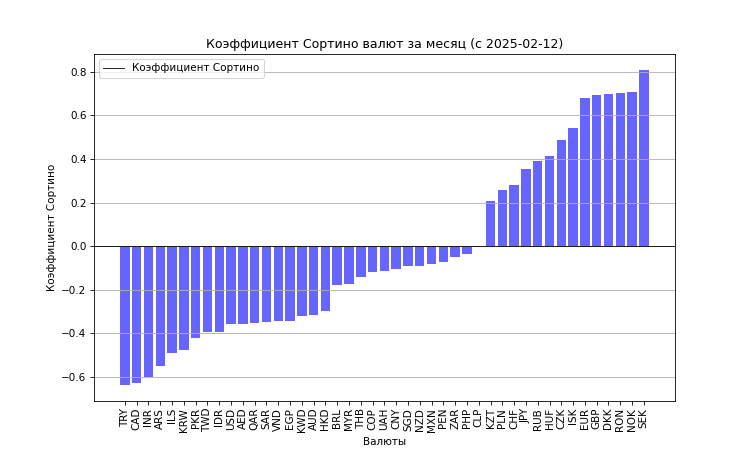 Коэффициент Сортино валют за месяц (с 2025-02-12)
Коэффициент Сортино
Коэффициент Сортино
0.8
0.6
0.4
0.2
0.0
−0.2
−0.4
−0.6
TRY
CAD
INR
ARS
ILS
KRW
PKR
TWD
IDR
USD
AED
QAR
SAR
VND
EGP
KWD
AUD
HKD
BRL
MYR
THB
COP
UAH
CNY
SGD
NZD
MXN
PEN
ZAR
PHP
CLP
KZT
PLN
CHF
JPY
RUB
HUF
CZK
ISK
EUR
GBP
DKK
RON
NOK
SEK
Валюты